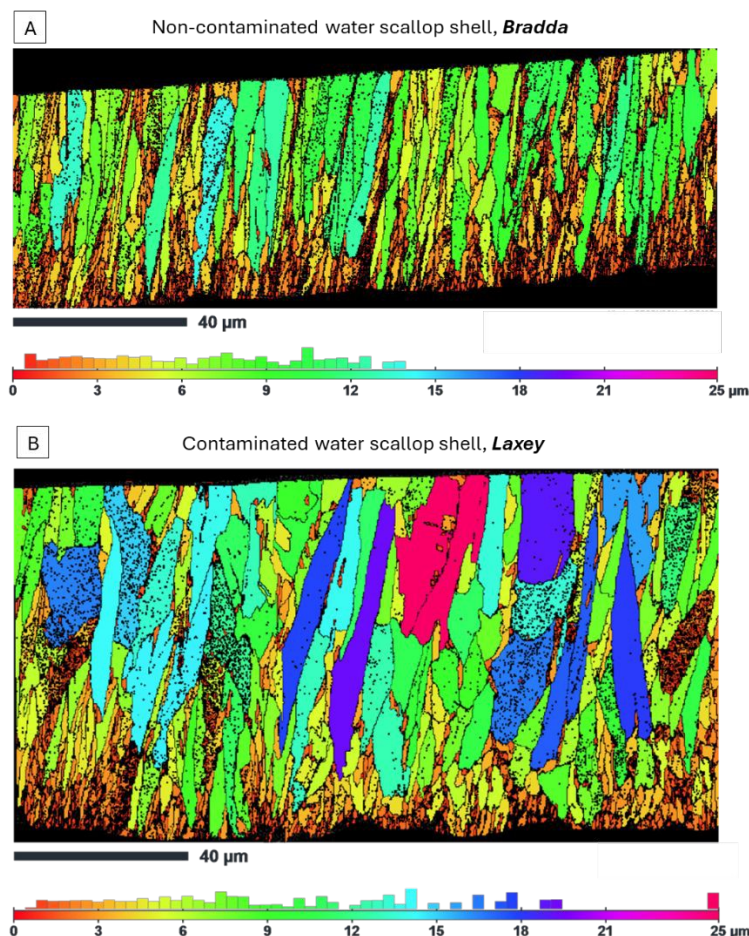 A
Non-contaminated water scallop shell, Bradda
40 µm
0 3 6 9 12 15 18 21 25 µm
B
Contaminated water scallop shell, Laxey
40 µm
0 3 6 9 12 15 18 21 25 µm